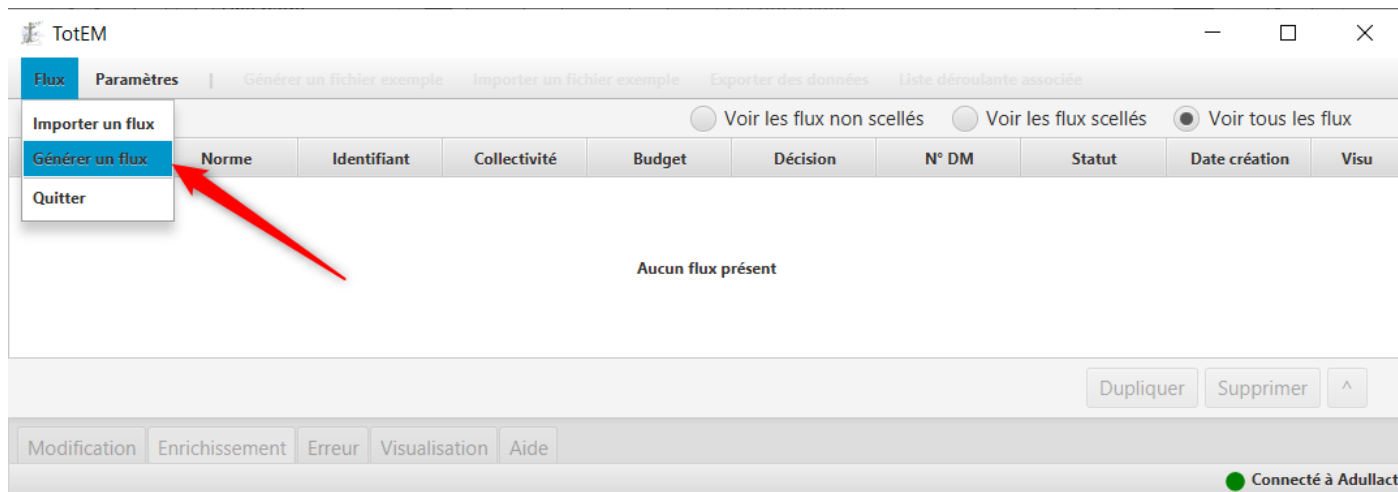 TotEM
Flux Paramètres | Générer un fichier exemple Importer un fichier exemple Exporter des données Liste déroulante associée
Importer un flux
Générer un flux
Quitter
Voir les flux non scellés Voir les flux scellés Voir tous les flux
Norme Identifiant Collectivité Budget Décision N° DM Statut Date création Visu
Aucun flux présent
Dupliquer Supprimer ^
Modification Enrichissement Erreur Visualisation Aide
Connecté à Adullact